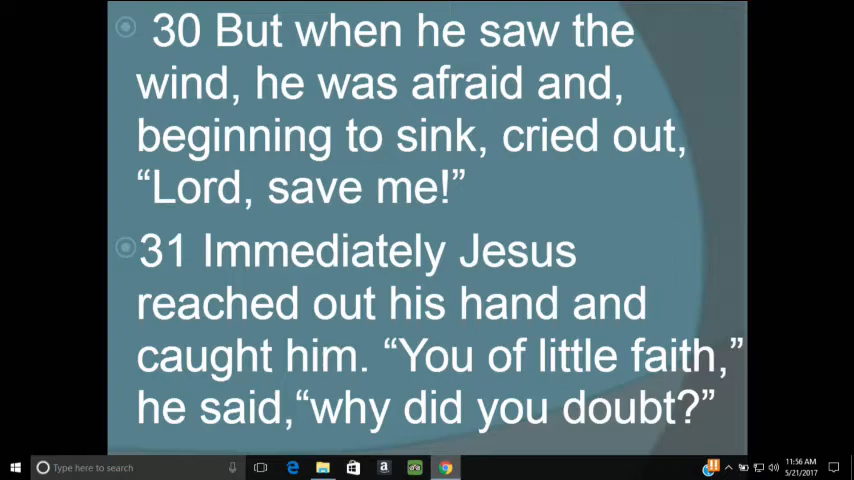 30 But when he saw the
wind, he was afraid and,
beginning to sink, cried out,
“Lord, save me!”
31 Immediately Jesus
reached out his hand and
caught him. “You of little faith,”
he said,“why did you doubt?”
Type here to search
11:56 AM
5/21/2017